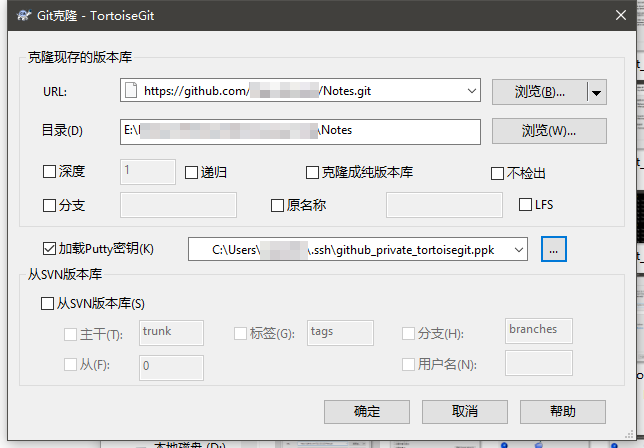 Git克隆 - TortoiseGit
克隆现存的版本库
URL: https://github.com/ /Notes.git 浏览(B)...
目录(D) E:\ \Notes 浏览(W)...
深度 1 递归 克隆成纯版本库 不检出
分支 原名称 LFS
加载Putty密钥(K) C:\Users\ \.ssh\github_private_tortoisegit.ppk ...
从SVN版本库
从SVN版本库(S)
主干(T): trunk 标签(G): tags 分支(H): branches
从(F): 0 用户名(N):
确定 取消 帮助
本地磁盘 (D:)